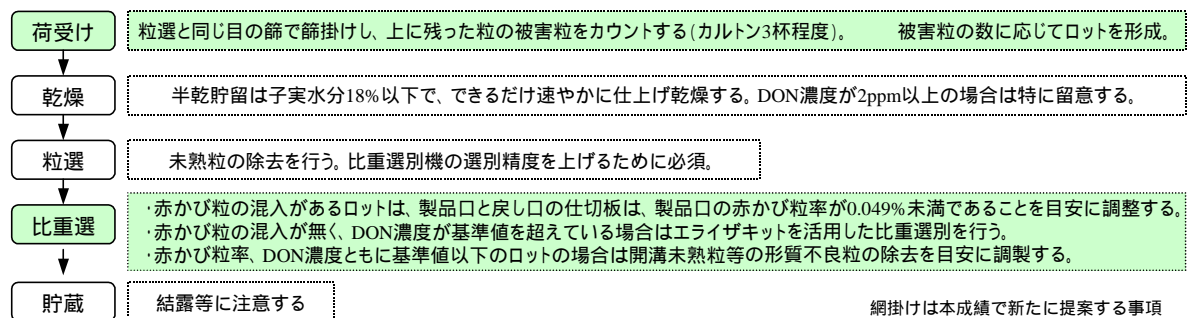 荷受け
粒選と同じ目の篩で篩掛けし、上に残った粒の被害粒をカウントする(カルトン3杯程度)。　　被害粒の数に応じてロットを形成。
乾燥
半乾貯留は子実水分18%以下で、できるだけ速やかに仕上げ乾燥する。DON濃度が2ppm以上の場合は特に留意する。
粒選
未熟粒の除去を行う。比重選別機の選別精度を上げるために必須。
比重選
・赤かび粒の混入があるロットは、製品口と戻し口の仕切板は、製品口の赤かび粒率が0.049%未満であることを目安に調整する。
・赤かび粒の混入が無く、DON濃度が基準値を超えている場合はエライザキットを活用した比重選別を行う。
・赤かび粒率、DON濃度ともに基準値以下のロットの場合は開溝未熟粒等の形質不良粒の除去を目安に調製する。
貯蔵
結露等に注意する
網掛けは本成績で新たに提案する事項